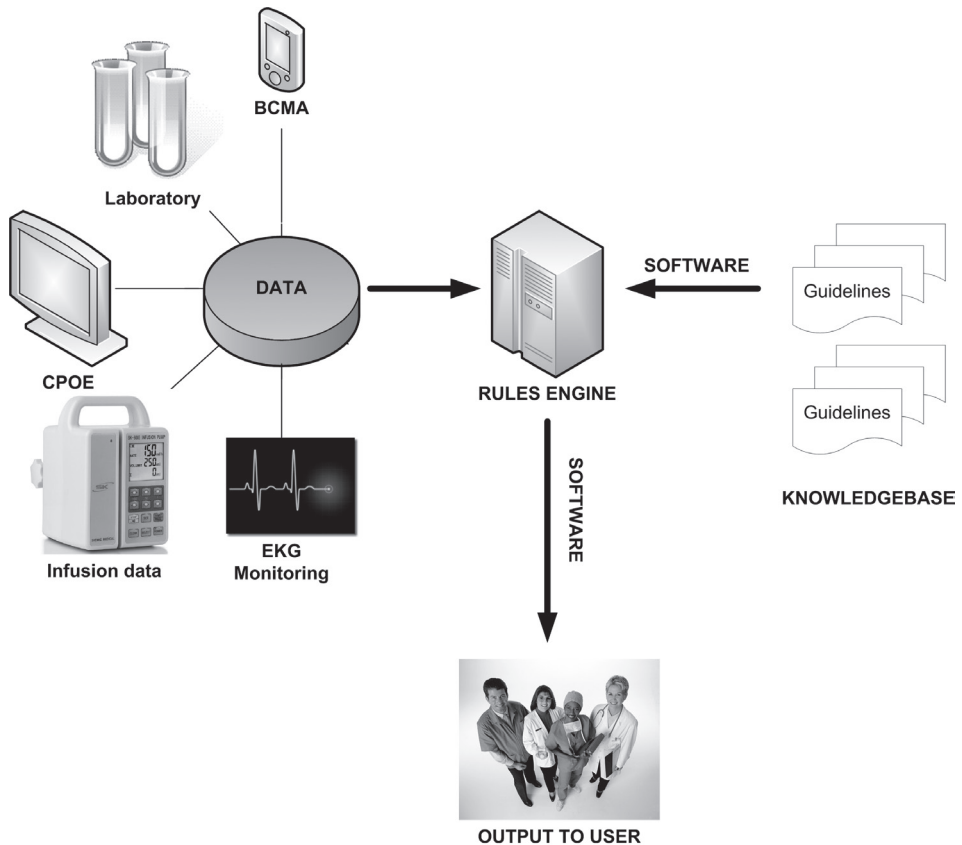 BCMA
Laboratory
DATA
SOFTWARE
Guidelines
CPOE
RULES ENGINE
Guidelines
150
250
0
SOFTWARE
KNOWLEDGEBASE
EKG
Monitoring
Infusion data
OUTPUT TO USER